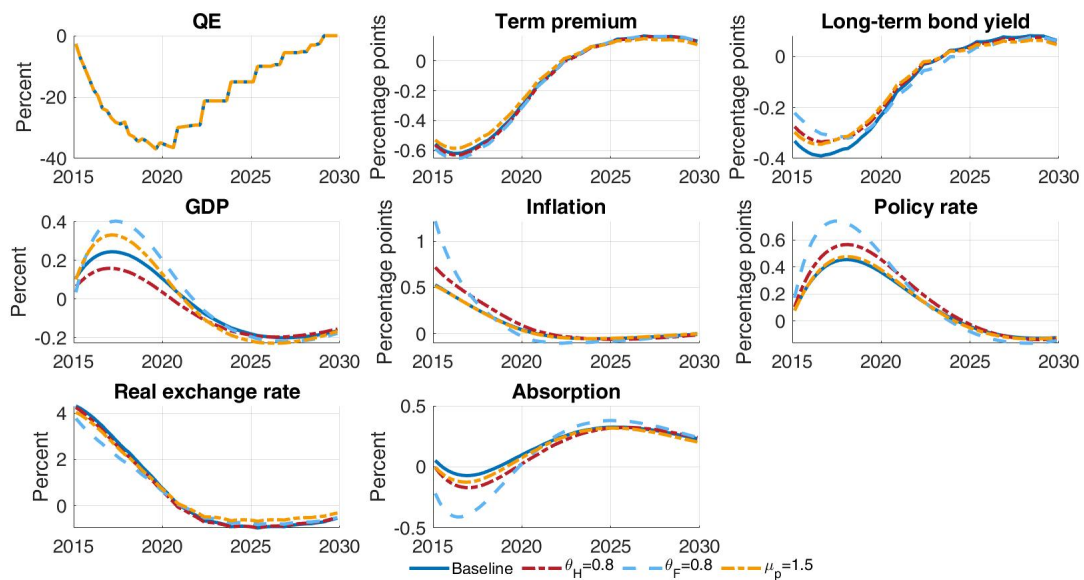 QE
Term premium
Long-term bond yield
Percent
0
-20
-40
2015 2020 2025 2030
Percentage points
0
-0.2
-0.4
-0.6
2015 2020 2025 2030
Percentage points
0
-0.2
-0.4
2015 2020 2025 2030
GDP
Inflation
Policy rate
Percent
0.4
0.2
0
-0.2
2015 2020 2025 2030
Percentage points
1
0.5
0
2015 2020 2025 2030
Percentage points
0.6
0.4
0.2
0
2015 2020 2025 2030
Real exchange rate
Absorption
Percent
4
2
0
2015 2020 2025 2030
Percent
0.5
0
-0.5
2015 2020 2025 2030
Baseline θ_H=0.8 θ_F=0.8 μ_p=1.5